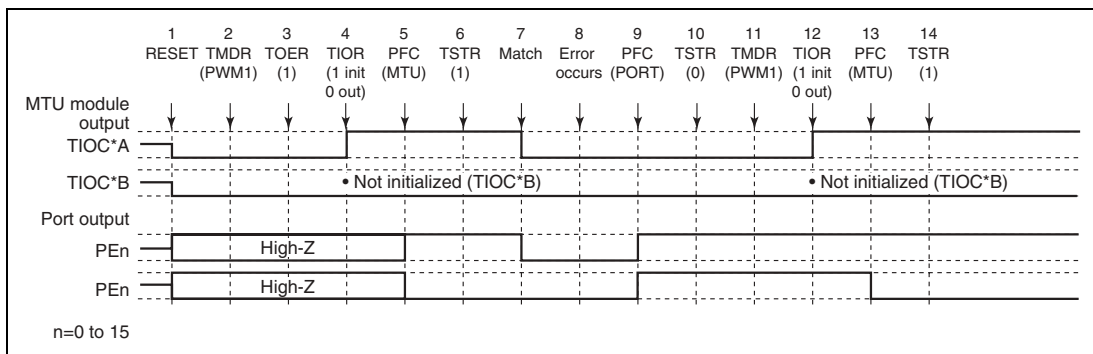 1 2 3 4 5 6 7 8 9 10 11 12 13 14
RESET TMDR TOER TIOR PFC TSTR Match Error PFC TSTR TMDR TIOR PFC TSTR
(PWM1) (1) (1 init (MTU) (1) occurs (PORT) (0) (PWM1) (1 init (MTU) (1)
0 out) 0 out)
MTU module
output
TIOC*A
TIOC*B • Not initialized (TIOC*B) • Not initialized (TIOC*B)
Port output
PEn High-Z
PEn High-Z
n=0 to 15